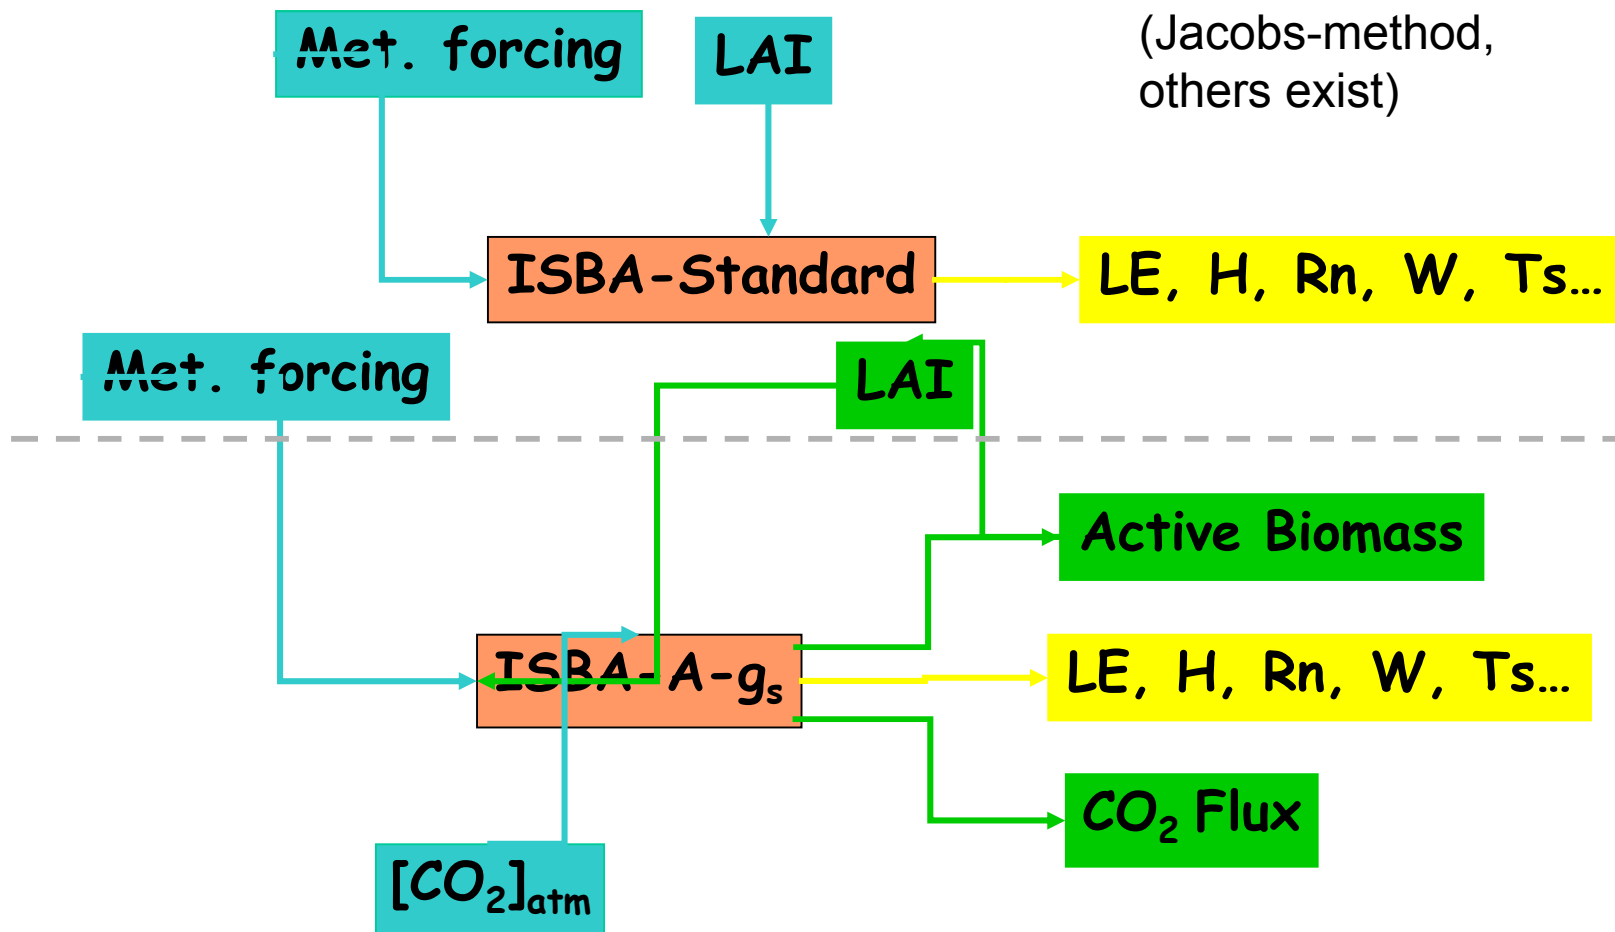 Met. forcing
LAI
(Jacobs-method,
others exist)
ISBA-Standard
LE, H, Rn, W, Ts…
Met. forcing
LAI
Active Biomass
ISBA-A-gₛ
LE, H, Rn, W, Ts…
CO₂ Flux
[CO₂]ₐₜₘ